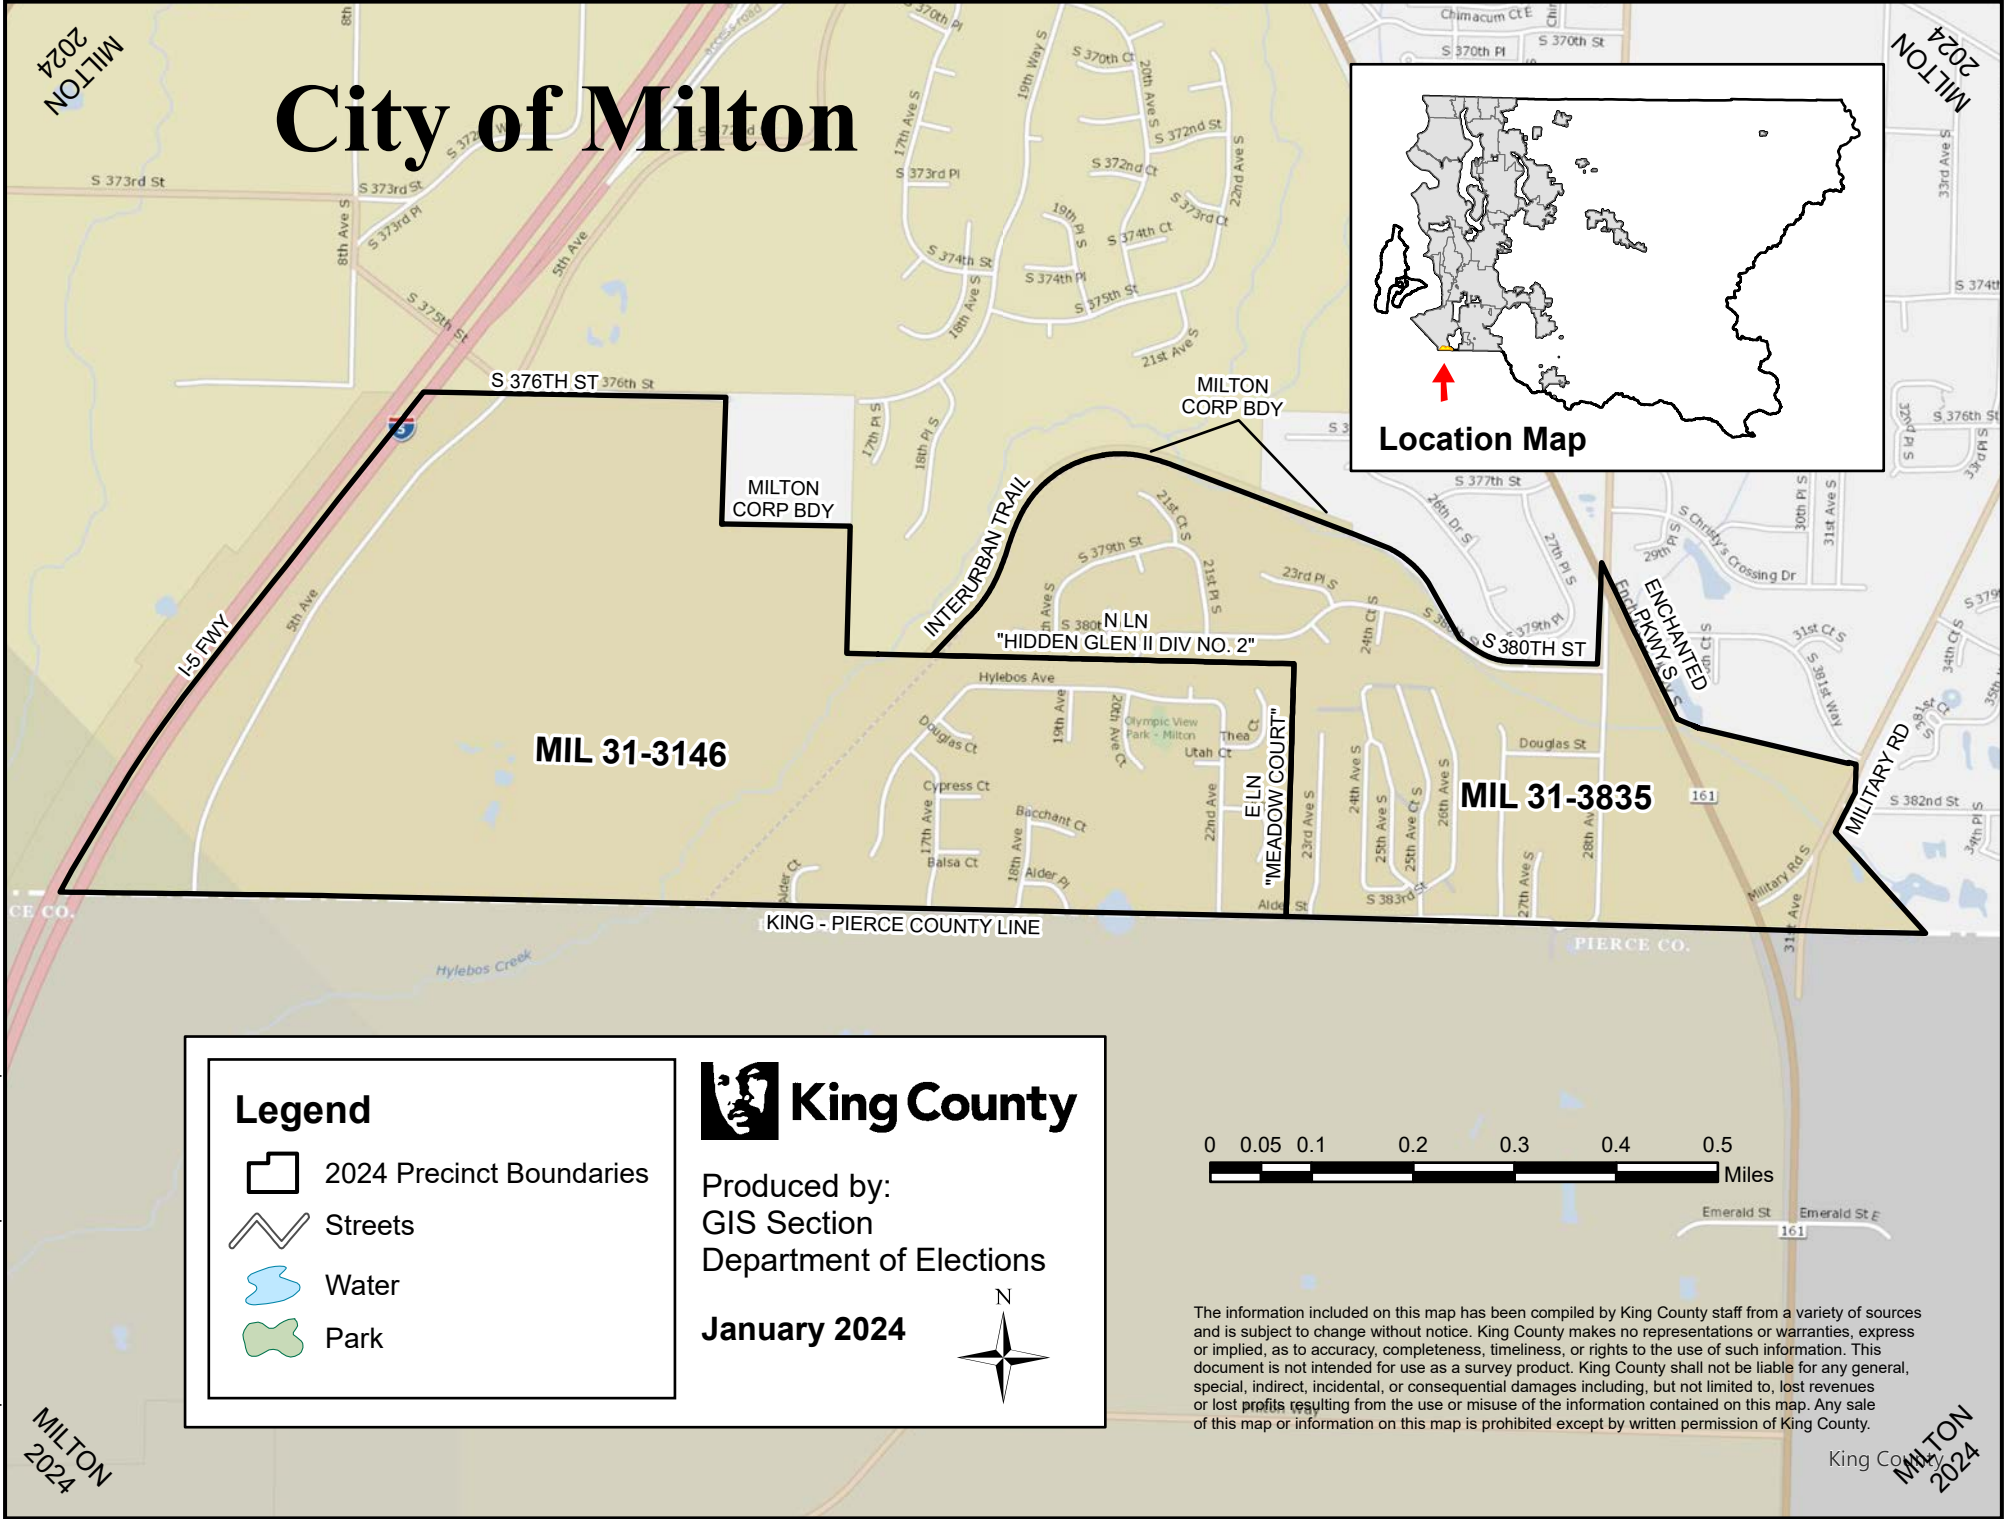 MILTON
2024
MILTON
2024
City of Milton
8th
access road
370th Pl
19th Way S
S 370th Ct
20th Ave S
Chimacum Ct E
S 370th Pl
S 370th St
S 372nd St
22nd Ave S
17th Ave S
S 373rd Pl
S 372nd Ct
S 373rd Ct
19th Pl S
S 374th Ct
S 374th St
S 374th Pl
S 375th St
18th Ave S
21st Ave S
33rd Ave S
S 373rd St
S 373rd St
S 373rd Pl
8th Ave S
5th Ave
S 375th St
Location Map
S 376TH ST
376th St
MILTON
CORP BDY
MILTON
CORP BDY
17th Pl S
18th Pl S
5
S 377th St
26th Dr S
27th Pl S
S 379th Pl
29th Pl S
S Christy's Crossing Dr
30th Pl S
31st Ave S
32nd Pl S
33rd Pl S
S 376th St
INTERURBAN TRAIL
21st Ct S
S 379th St
21st Pl S
23rd Pl S
24th Ct S
N LN
"HIDDEN GLEN II DIV NO. 2"
S 380TH ST
ENCHANTED
PKWY S
31st Ct S
S 381st Way
34th Ct S
I-5 FWY
5th Ave
MIL 31-3146
Hylebos Ave
Douglas Ct
19th Ave
20th Ave Ct
Olympic View
Park - Milton
Thea
Ct
Utah Ct
Cypress Ct
17th Ave
Bacchant Ct
Balsa Ct
18th Ave
Alder Pl
Alder Ct
22nd Ave
E LN
"MEADOW COURT"
23rd Ave S
24th Ave S
25th Ave S
25th Ave Ct S
26th Ave S
Douglas St
MIL 31-3835
161
27th Ave S
28th Av
S 383rd St
MILITARY RD
S 382nd St
34th Pl S
Military Rd S
31st Ave
CE CO.
KING - PIERCE COUNTY LINE
PIERCE CO.
Hylebos Creek
Legend
2024 Precinct Boundaries
Streets
Water
Park
King County
Produced by:
GIS Section
Department of Elections
January 2024
N
0 0.05 0.1 0.2 0.3 0.4 0.5
Miles
Emerald St
Emerald St E
161
The information included on this map has been compiled by King County staff from a variety of sources
and is subject to change without notice. King County makes no representations or warranties, express
or implied, as to accuracy, completeness, timeliness, or rights to the use of such information. This
document is not intended for use as a survey product. King County shall not be liable for any general,
special, indirect, incidental, or consequential damages including, but not limited to, lost revenues
or lost profits resulting from the use or misuse of the information contained on this map. Any sale
of this map or information on this map is prohibited except by written permission of King County.
King County
MILTON
2024
MILTON
2024